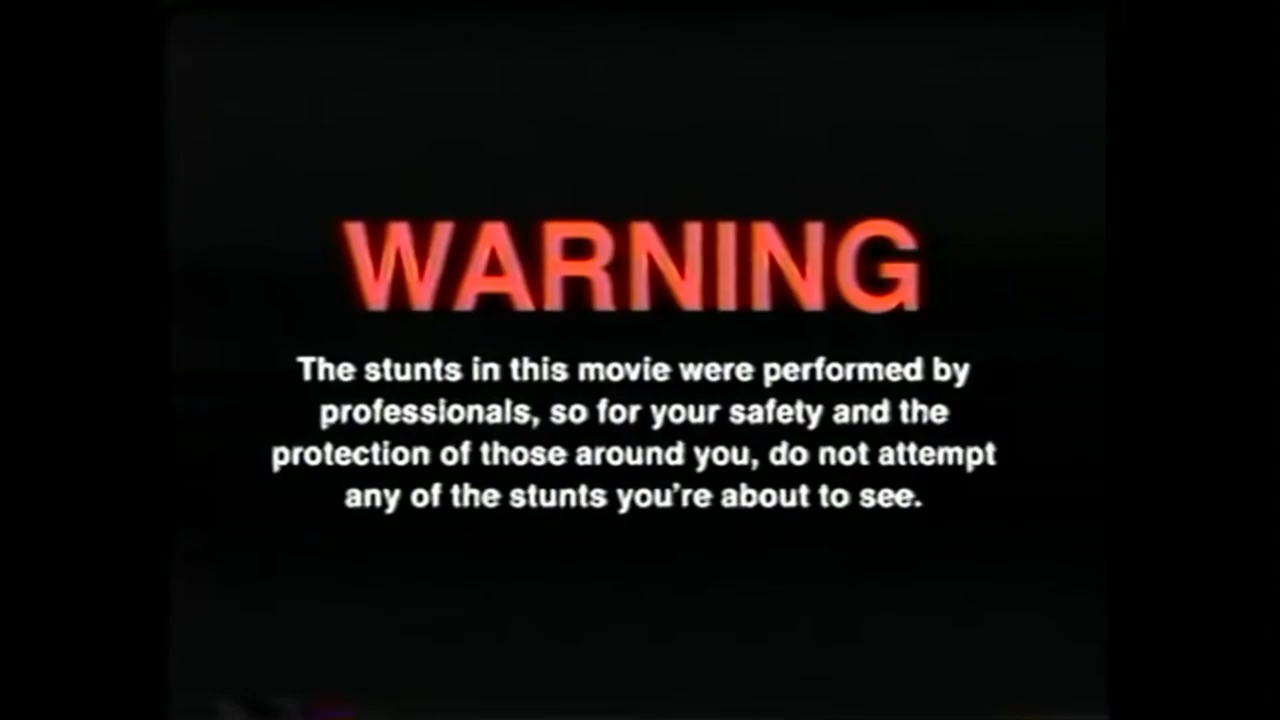 WARNING
The stunts in this movie were performed by
professionals, so for your safety and the
protection of those around you, do not attempt
any of the stunts you're about to see.